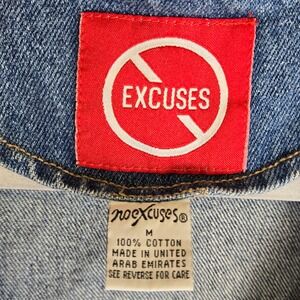 EXCUSES
noexcuses®
M
100% COTTON
MADE IN UNITED
ARAB EMIRATES
SEE REVERSE FOR CARE